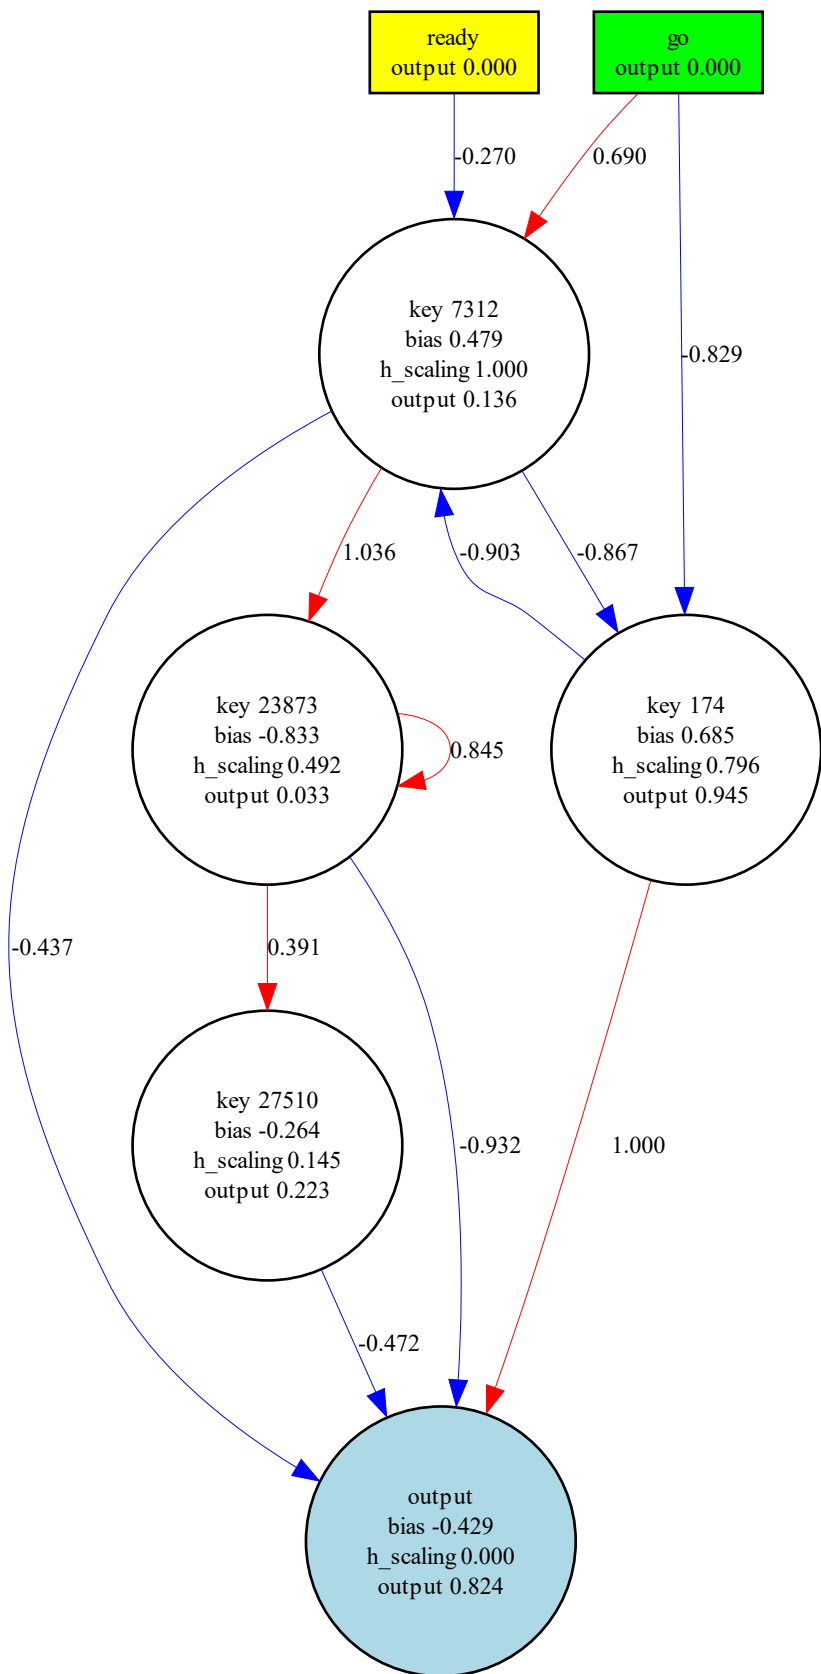 ready
output 0.000
go
output 0.000
-0.270
0.690
key 7312
bias 0.479
h_scaling 1.000
output 0.136
-0.829
1.036
-0.903
-0.867
key 23873
bias -0.833
h_scaling 0.492
output 0.033
0.845
key 174
bias 0.685
h_scaling 0.796
output 0.945
-0.437
0.391
key 27510
bias -0.264
h_scaling 0.145
output 0.223
-0.932
1.000
-0.472
output
bias -0.429
h_scaling 0.000
output 0.824